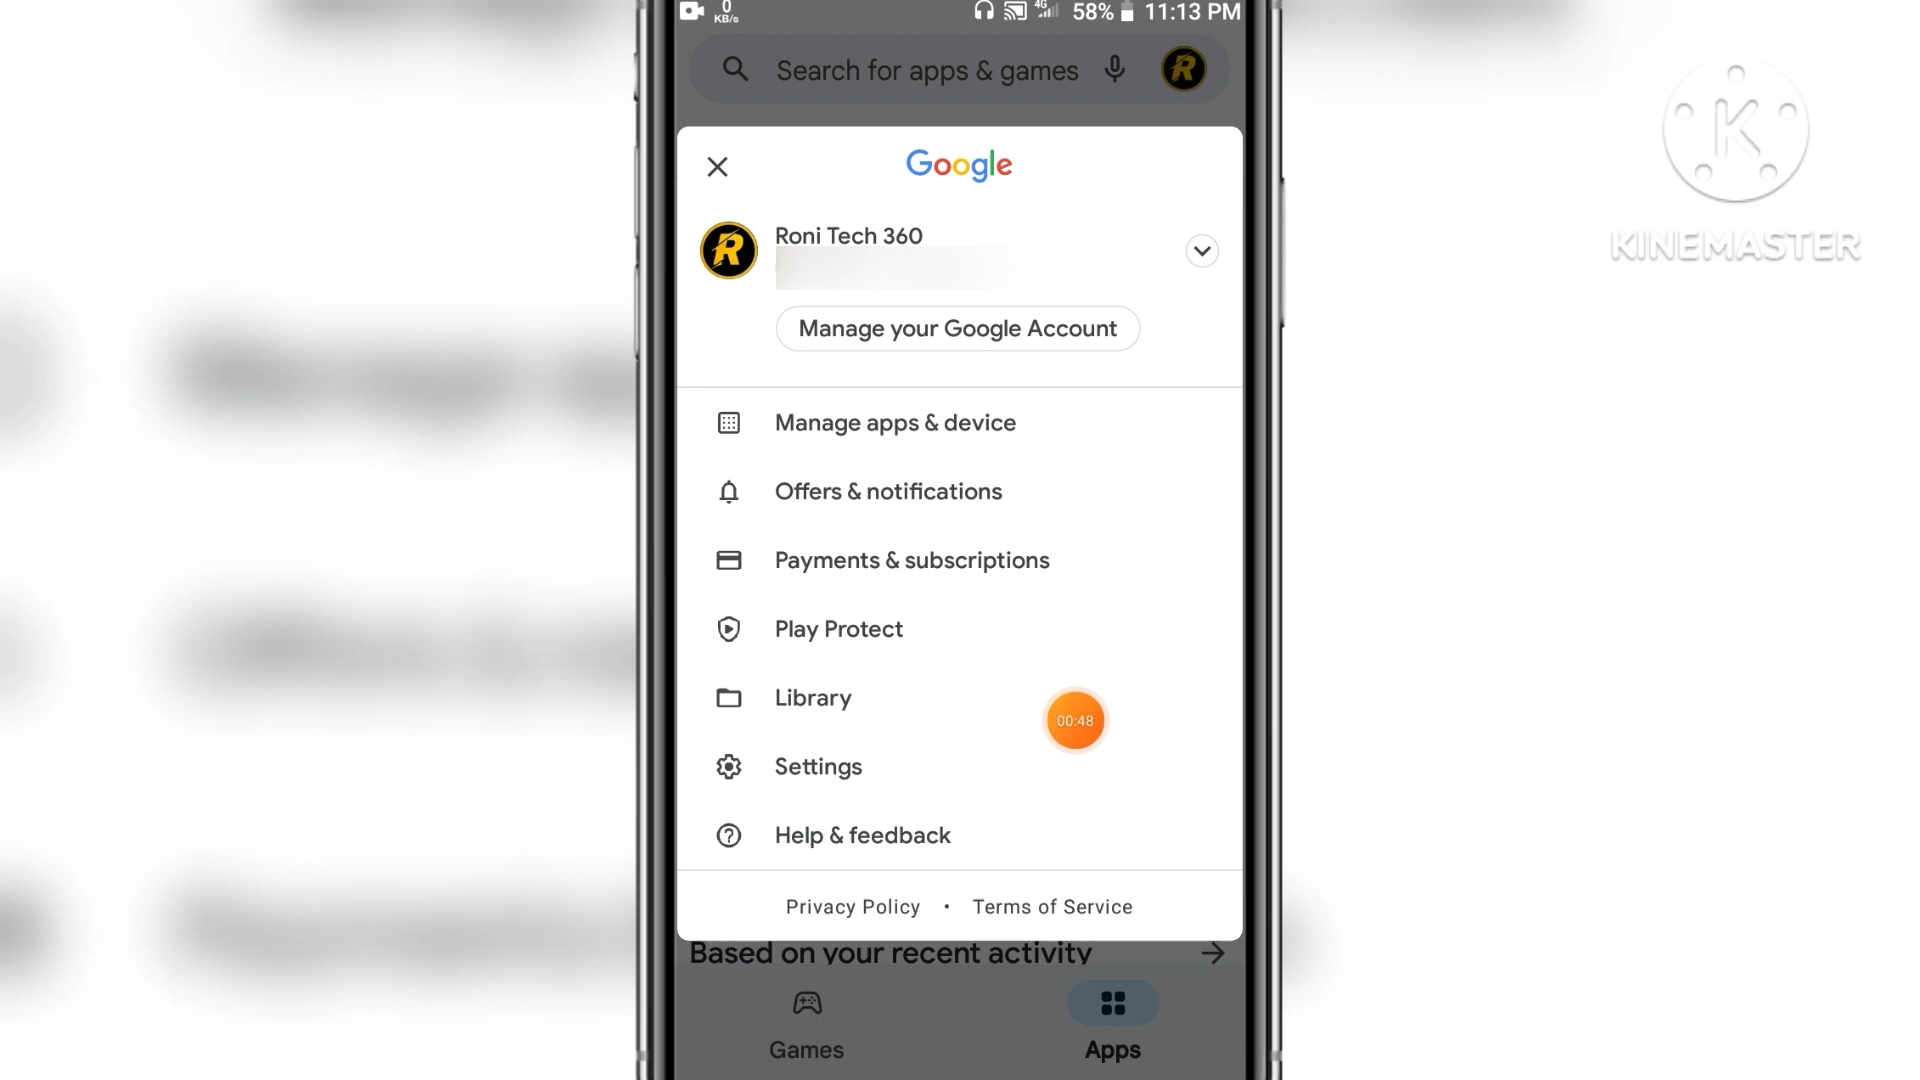 0
KB/s
4G
58%
11:13 PM
Search for apps & games
R
Google
R
Roni Tech 360
Manage your Google Account
Manage apps & device
Offers & notifications
Payments & subscriptions
Play Protect
Library
00:48
Settings
Help & feedback
Privacy Policy • Terms of Service
Based on your recent activity
Games
Apps
K
KINEMASTER